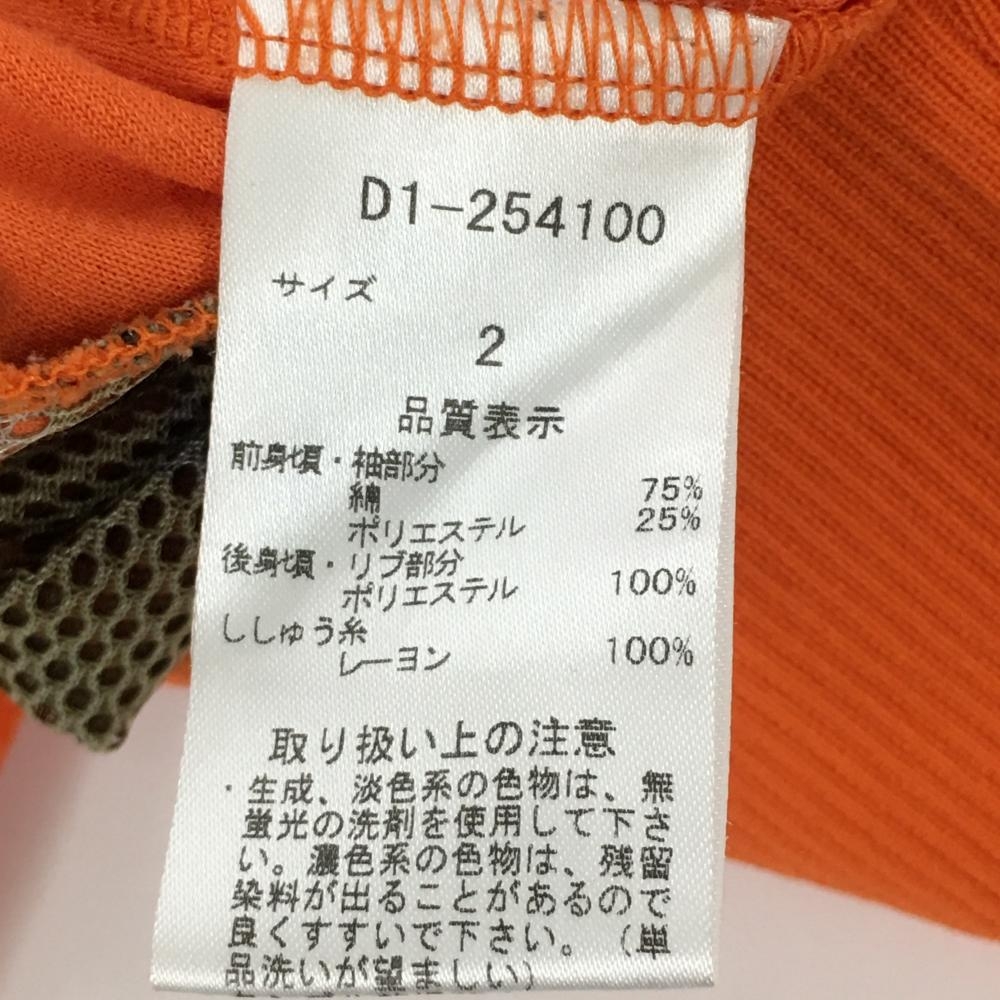 D1-254100
サイズ
2
品質表示
前身頃・袖部分
綿 75%
ポリエステル 25%
後身頃・リブ部分
ポリエステル 100%
ししゅう糸
レーヨン 100%
取り扱い上の注意
・生成、淡色系の色物は、無
蛍光の洗剤を使用して下さ
い。濃色系の色物は、残留
染料が出ることがあるので
良くすすいで下さい。（単
品洗いが望ましい）